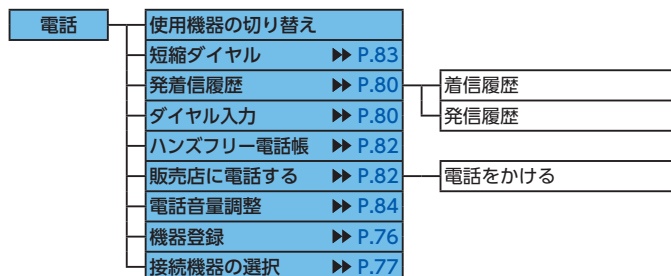 電話
使用機器の切り替え
短縮ダイヤル ▶▶ P.83
発着信履歴 ▶▶ P.80
着信履歴
発信履歴
ダイヤル入力 ▶▶ P.80
ハンズフリー電話帳 ▶▶ P.82
販売店に電話する ▶▶ P.82
電話をかける
電話音量調整 ▶▶ P.84
機器登録 ▶▶ P.76
接続機器の選択 ▶▶ P.77